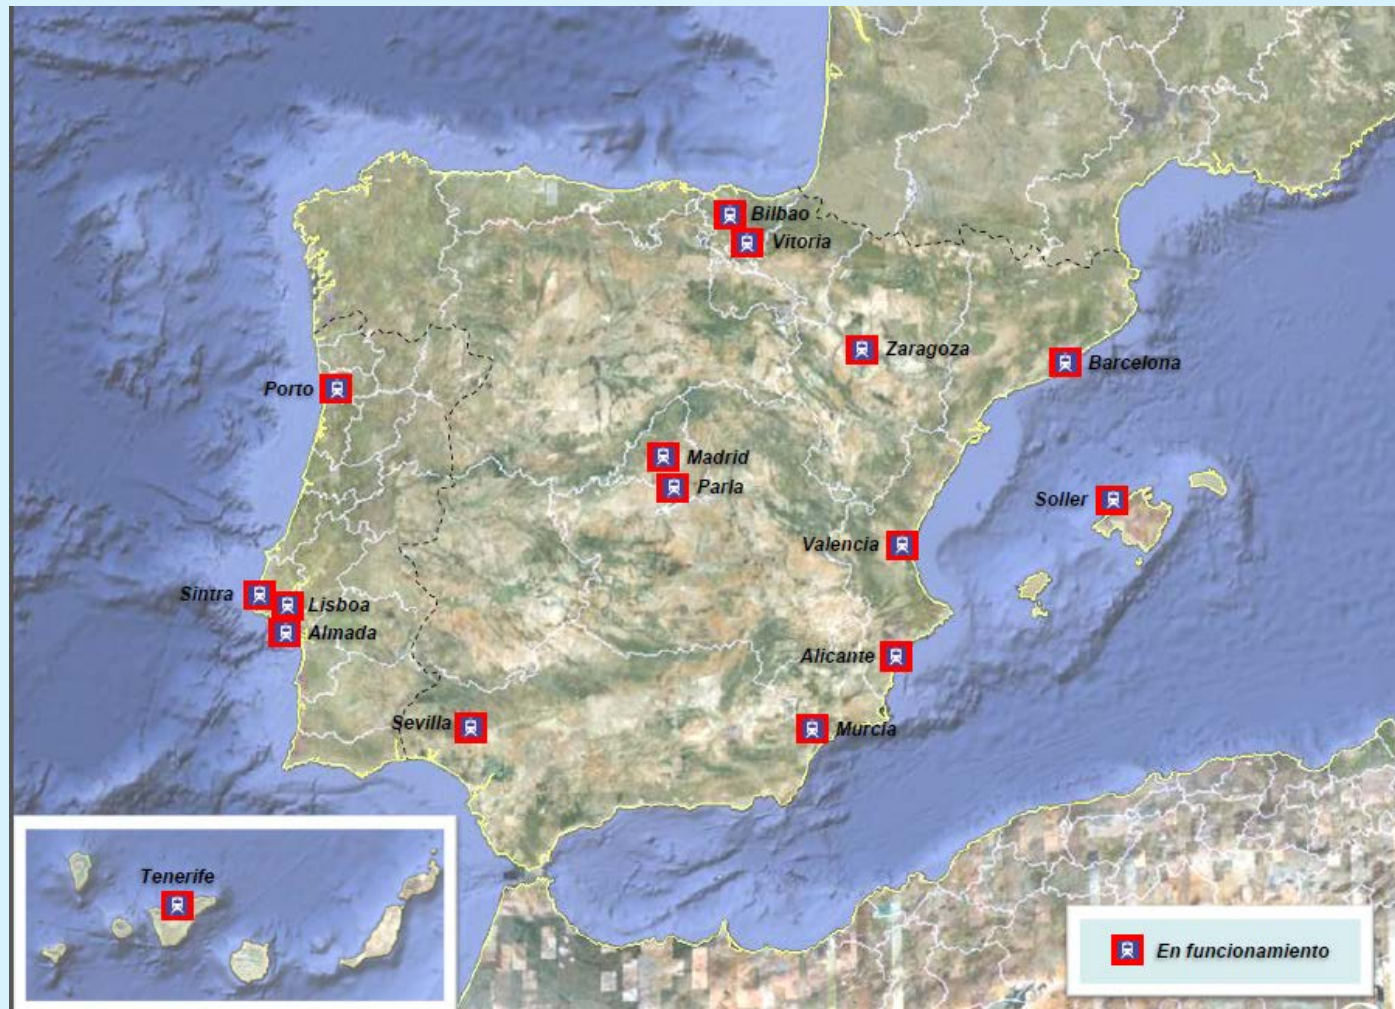 Bilbao
Vitoria
Zaragoza
Barcelona
Porto
Madrid
Parla
Soller
Valencia
Sintra
Lisboa
Almada
Alicante
Sevilla
Murcia
Tenerife
En funcionamiento